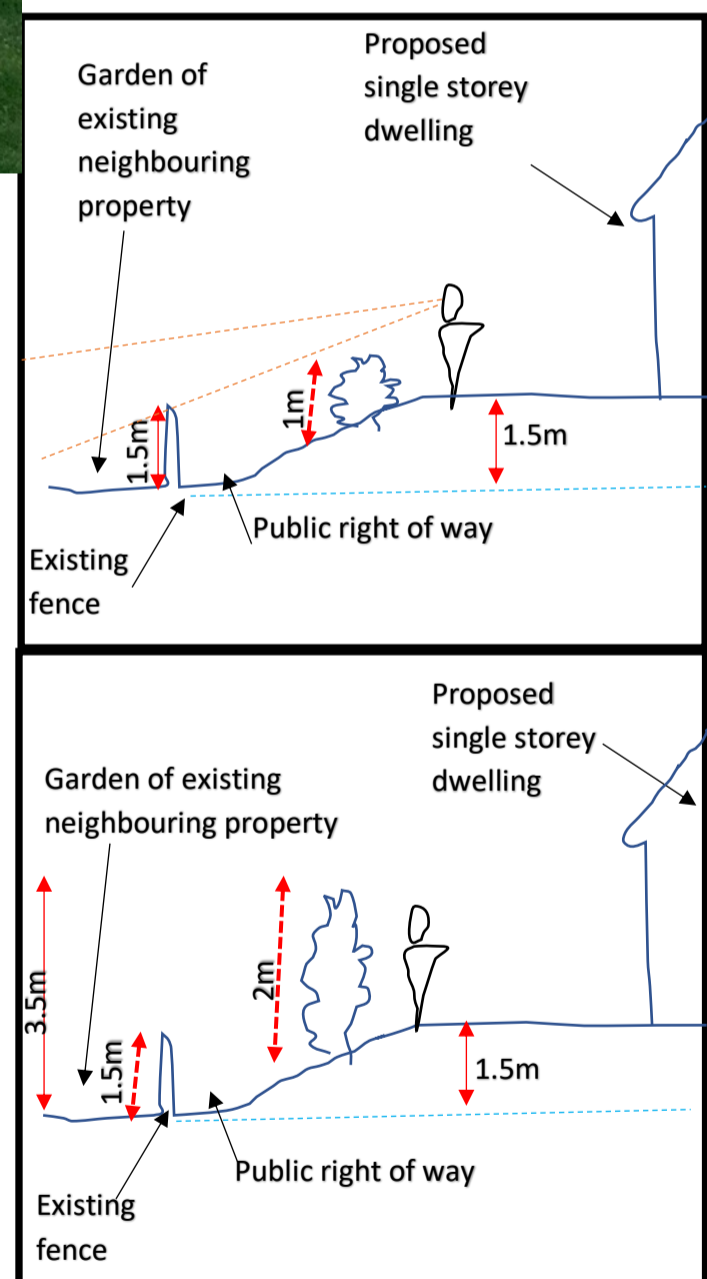 Proposed
single storey
dwelling
Garden of
existing
neighbouring
property
1m
1.5m
1.5m
Public right of way
Existing
fence
Proposed
single storey
dwelling
Garden of existing
neighbouring property
3.5m
2m
1.5m
1.5m
Public right of way
Existing
fence